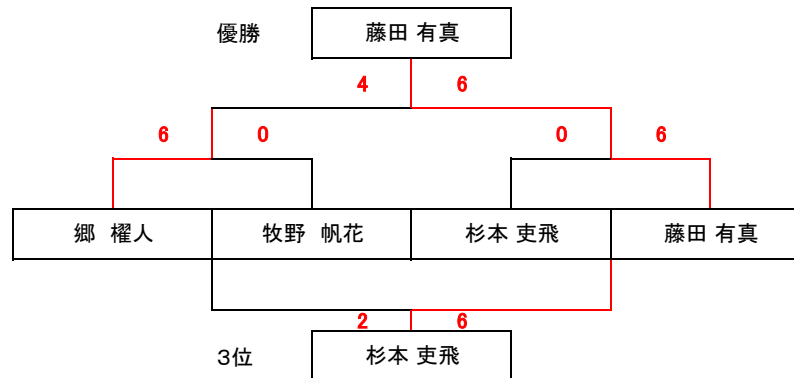 優勝 藤田 有真
4 6
6 0 0 6
郷 櫂人 牧野 帆花 杉本 吏飛 藤田 有真
2 6
3位 杉本 吏飛